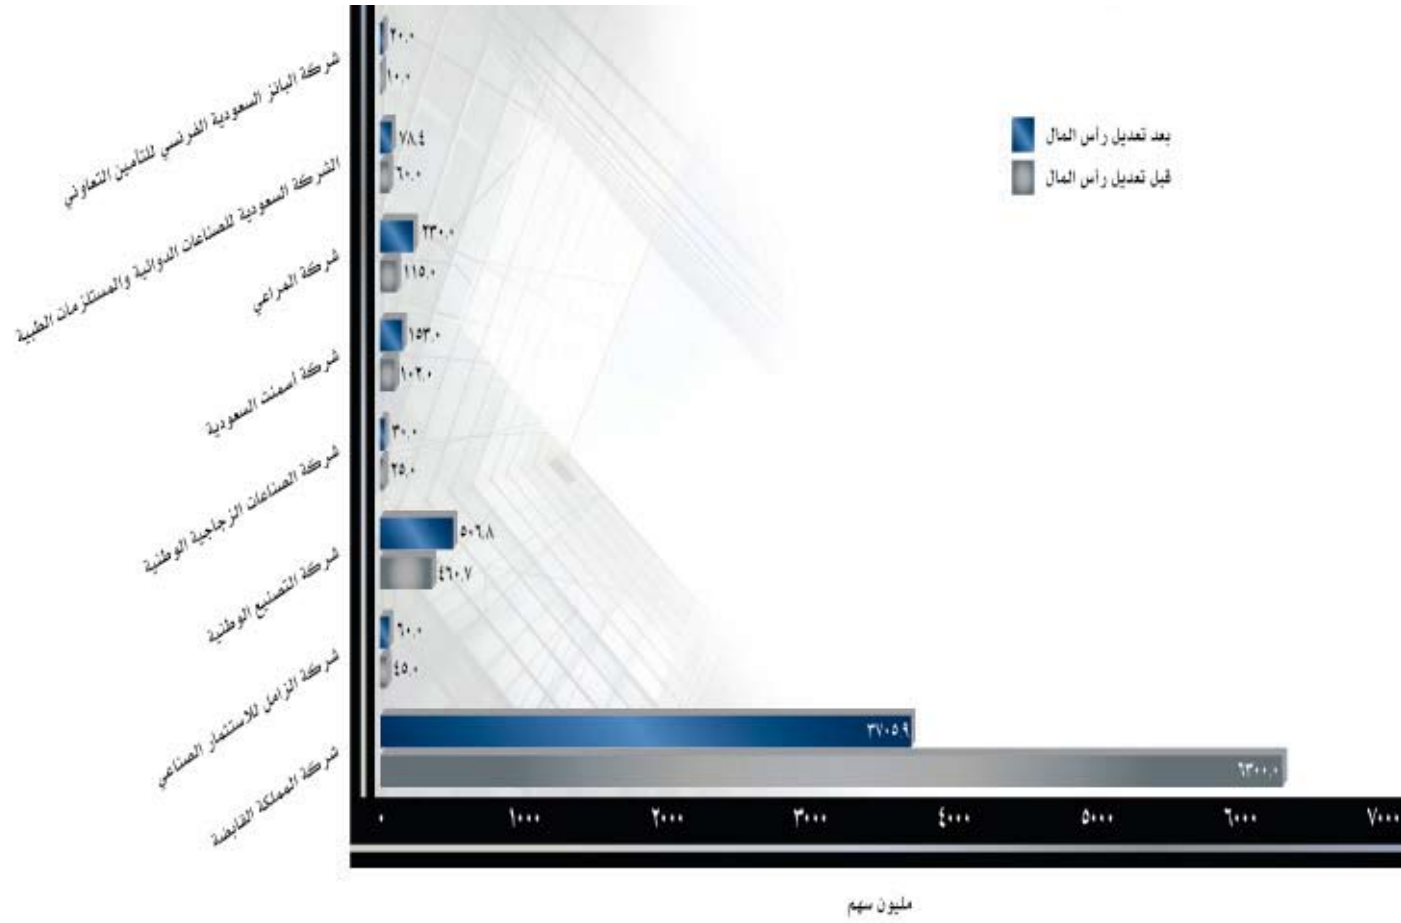 بعد تعديل رأس المال
قبل تعديل رأس المال
شركة اليانز السعودية الفرنسي للتأمين التعاوني
٢٠.٠
١٠.٠
الشركة السعودية للصناعات الدوائية والمستلزمات الطبية
٧٨.٤
٦٠.٠
شركة المراعي
٢٣٠.٠
١١٥.٠
شركة أسمنت السعودية
١٥٣.٠
١٠٢.٠
شركة الصناعات الزجاجية الوطنية
٣٠.٠
٢٥.٠
شركة التصنيع الوطنية
٥٠٦.٨
٤٦٠.٧
شركة الزامل للاستثمار الصناعي
٦٠.٠
٤٥.٠
شركة المملكة القابضة
٣٧٠٥.٩
٦٣٠٠.٠
٠ ١٠٠٠ ٢٠٠٠ ٣٠٠٠ ٤٠٠٠ ٥٠٠٠ ٦٠٠٠ ٧٠٠٠
مليون سهم